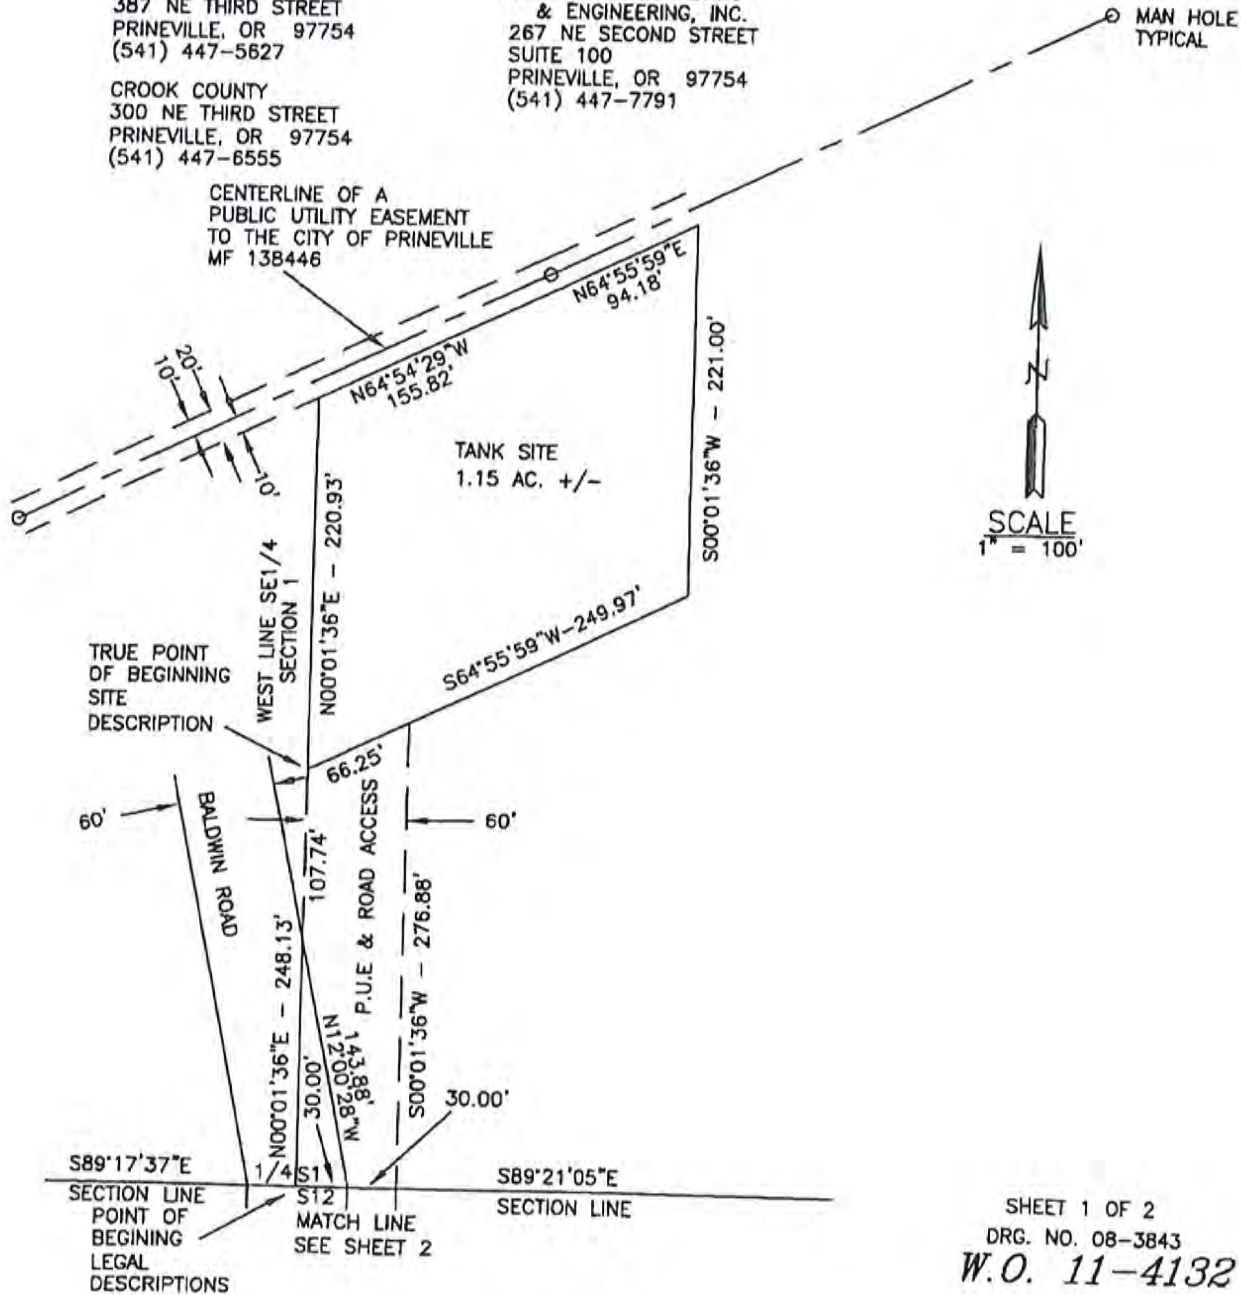 387 NE THIRD STREET
PRINEVILLE, OR 97754
(541) 447-5627
CROOK COUNTY
300 NE THIRD STREET
PRINEVILLE, OR 97754
(541) 447-6555
& ENGINEERING, INC.
267 NE SECOND STREET
SUITE 100
PRINEVILLE, OR 97754
(541) 447-7791
MAN HOLE
TYPICAL
CENTERLINE OF A
PUBLIC UTILITY EASEMENT
TO THE CITY OF PRINEVILLE
MF 138446
N64°55'59"E
94.18'
N64°54'29"W
155.82'
20'
10'
10'
TANK SITE
1.15 AC. +/-
S00°01'36"W - 221.00'
N
SCALE
1" = 100'
WEST LINE SE1/4
SECTION 1
N00°01'36"E - 220.93'
S64°55'59"W-249.97'
TRUE POINT
OF BEGINNING
SITE
DESCRIPTION
66.25'
60'
BALDWIN ROAD
60'
107.74'
P.U.E & ROAD ACCESS
N00°01'36"E - 248.13'
S00°01'36"W - 276.88'
143.88'
N12°00'28"W
30.00'
30.00'
S89°17'37"E
1/4 S1
S12
S89°21'05"E
SECTION LINE
SECTION LINE
POINT OF
BEGINING
LEGAL
DESCRIPTIONS
MATCH LINE
SEE SHEET 2
SHEET 1 OF 2
DRG. NO. 08-3843
W.O. 11-4132